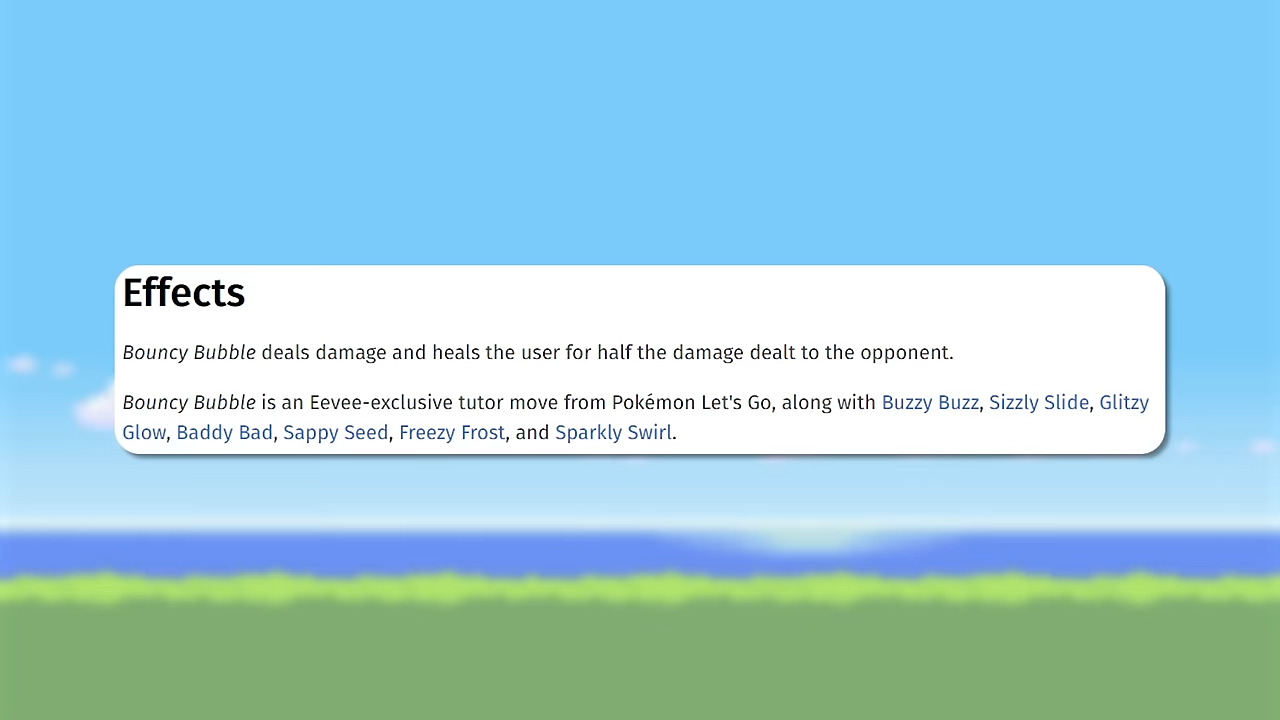 Effects
Bouncy Bubble deals damage and heals the user for half the damage dealt to the opponent.
Bouncy Bubble is an Eevee-exclusive tutor move from Pokémon Let's Go, along with Buzzy Buzz, Sizzly Slide, Glitzy
Glow, Baddy Bad, Sappy Seed, Freezy Frost, and Sparkly Swirl.